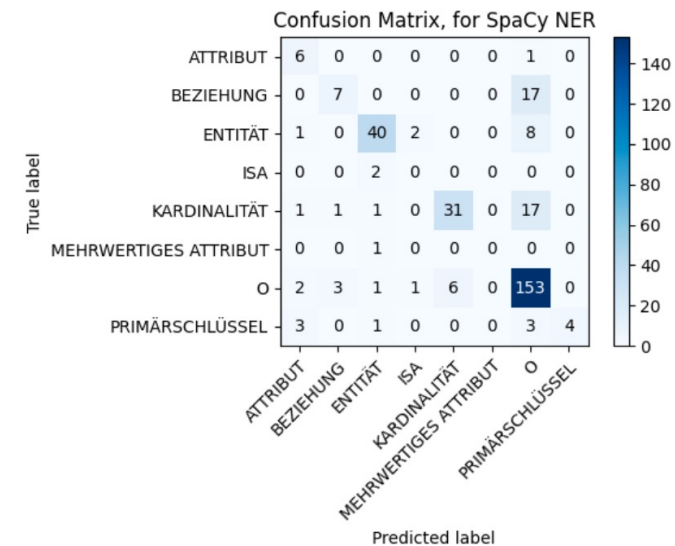 Confusion Matrix, for SpaCy NER
ATTRIBUT 6 0 0 0 0 0 1 0
BEZIEHUNG 0 7 0 0 0 0 17 0
ENTITÄT 1 0 40 2 0 0 8 0
ISA 0 0 2 0 0 0 0 0
KARDINALITÄT 1 1 1 0 31 0 17 0
MEHRWERTIGES ATTRIBUT 0 0 1 0 0 0 0 0
O 2 3 1 1 6 0 153 0
PRIMÄRSCHLÜSSEL 3 0 1 0 0 0 3 4
True label
ATTRIBUT
BEZIEHUNG
ENTITÄT
ISA
KARDINALITÄT
MEHRWERTIGES ATTRIBUT
O
PRIMÄRSCHLÜSSEL
Predicted label
140
120
100
80
60
40
20
0